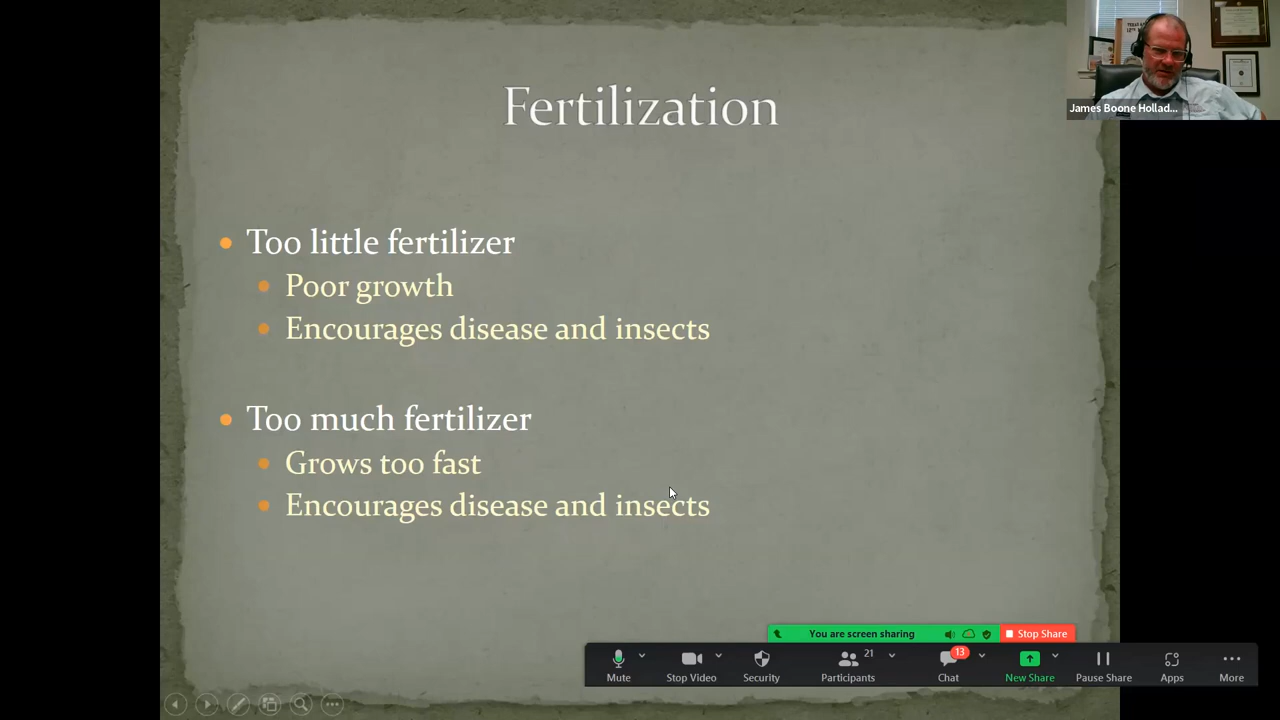 Fertilization
James Boone Hollad...
Too little fertilizer
Poor growth
Encourages disease and insects
Too much fertilizer
Grows too fast
Encourages disease and insects
You are screen sharing
Stop Share
21
13
Mute
Stop Video
Security
Participants
Chat
New Share
Pause Share
Apps
More